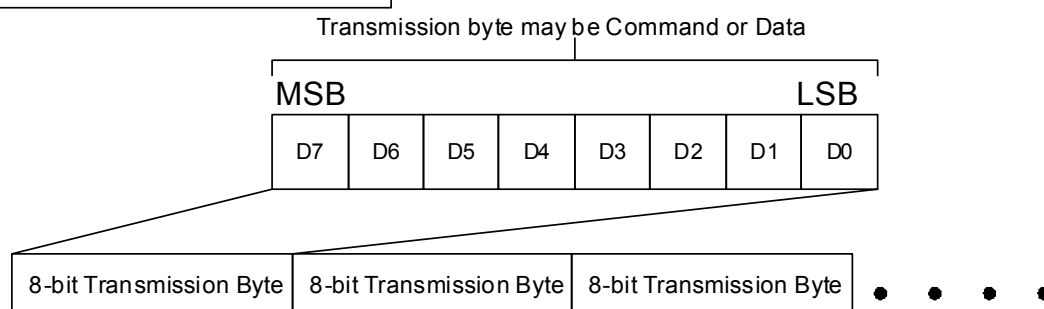 Transmission byte may be Command or Data
MSB LSB
D7 D6 D5 D4 D3 D2 D1 D0
8-bit Transmission Byte 8-bit Transmission Byte 8-bit Transmission Byte